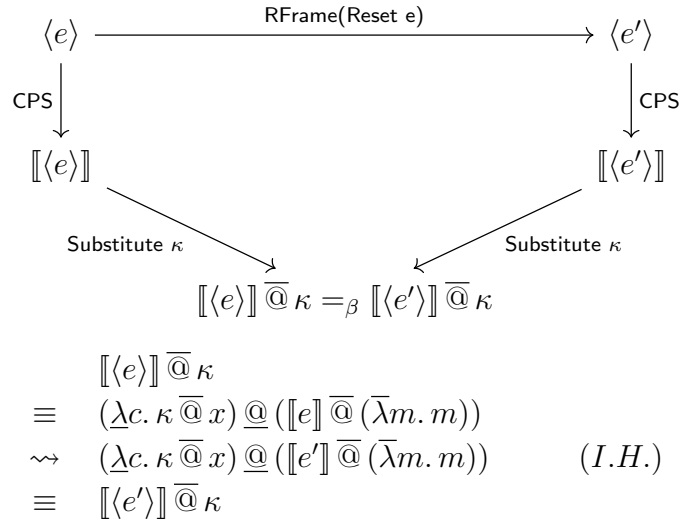 RFrame(Reset e)
⟨e⟩ ⟨e′⟩
CPS CPS
⟦⟨e⟩⟧ ⟦⟨e′⟩⟧
Substitute κ Substitute κ
⟦⟨e⟩⟧ @̅ κ =β ⟦⟨e′⟩⟧ @̅ κ
⟦⟨e⟩⟧ @̅ κ
≡ (λ̲c. κ @̅ x) @̲ (⟦e⟧ @̅ (λ̅m. m))
⇝ (λ̲c. κ @̅ x) @̲ (⟦e′⟧ @̅ (λ̅m. m)) (I.H.)
≡ ⟦⟨e′⟩⟧ @̅ κ